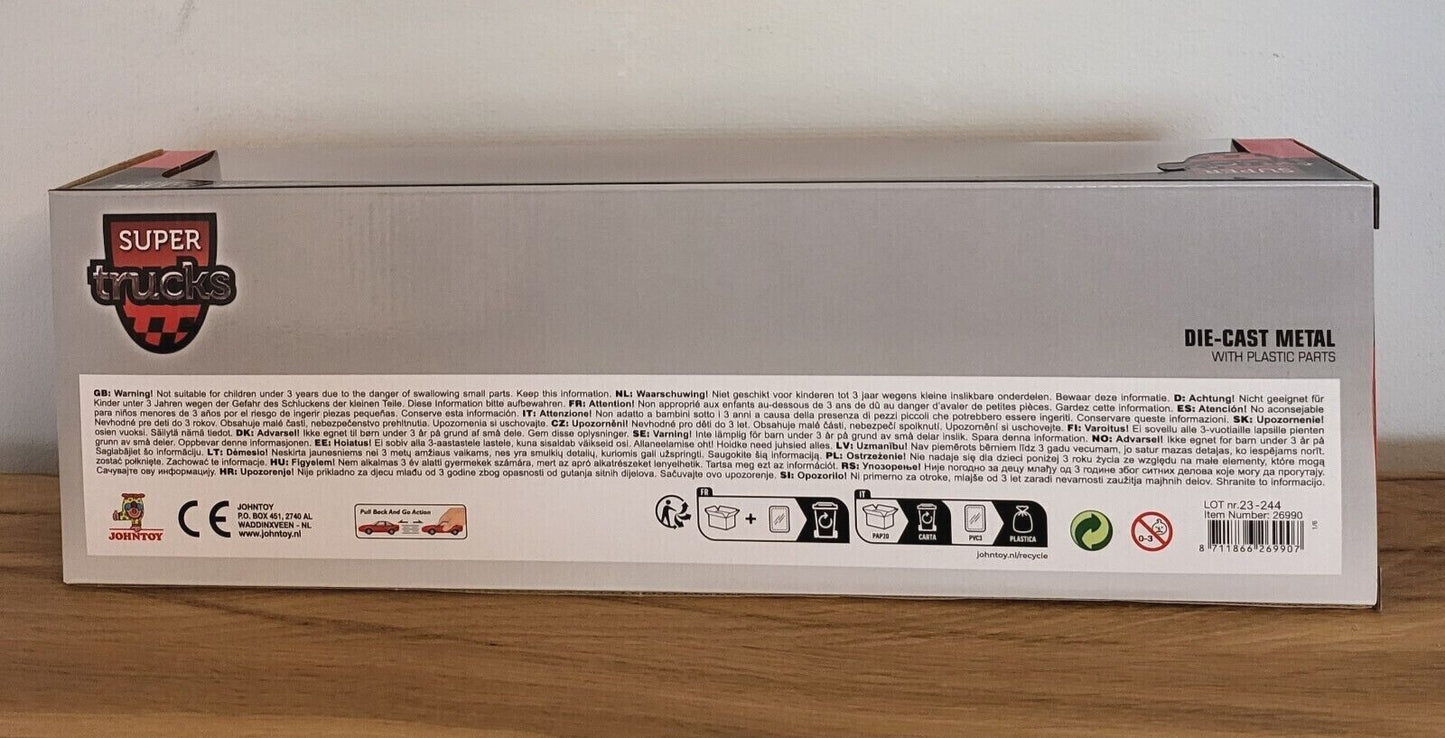 SUPER
trucks
SUPER
DIE-CAST METAL
WITH PLASTIC PARTS
GB: Warning! Not suitable for children under 3 years due to the danger of swallowing small parts. Keep this information. NL: Waarschuwing! Niet geschikt voor kinderen tot 3 jaar wegens kleine inslikbare onderdelen. Bewaar deze informatie. D: Achtung! Nicht geeignet für
Kinder unter 3 Jahren wegen der Gefahr des Schluckens der kleinen Teile. Diese Information bitte aufbewahren. FR: Attention! Non approprié aux enfants au-dessous de 3 ans de dû au danger d'avaler de petites pièces. Gardez cette information. ES: Atención! No aconsejable
para niños menores de 3 años por el riesgo de ingerir piezas pequeñas. Conserve esta información. IT: Attenzione! Non adatto a bambini sotto i 3 anni a causa della presenza di pezzi piccoli che potrebbero essere ingeriti. Conservare queste informazioni. SK: Upozornenie!
Nevhodné pre deti do 3 rokov. Obsahuje malé časti, nebezpečenstvo prehltnutia. Upozornenia si uschovajte. CZ: Upozornění! Nevhodné pro děti do 3 let. Obsahuje malé části, nebezpečí spolknutí. Upozomění si uschovejte. FI: Varoitus! Ei sovellu alle 3-vuotiaille lapsille pienten
osien vuoksi. Säilytä nämä tiedot. DK: Advarsel! Ikke egnet til børn under 3 år på grund af små dele. Gem disse oplysninger. SE: Varning! Inte lämplig för barn under 3 år på grund av små delar inslik. Spara denna information. NO: Advarsel! Ikke egnet for barn under 3 år på
grunn av små deler. Oppbevar denne informasjonen. EE: Hoiatus! Ei sobiv alla 3-aastastele lastele, kuna sisaldab väikseid osi. Allaneelamise oht! Hoidke need juhsied alles. LV: Uzmanību! Nav piemērots bērniem līdz 3 gadu vecumam, jo satur mazas detaļas, ko iespējams norīt.
Saglabājiet šo informāciju. LT: Dėmesio! Neskirta jaunesniems nei 3 metų amžiaus vaikams, nes yra smulkių detalių, kuriomis gali užspringti. Saugokite šią informaciją. PL: Ostrzeżenie! Nie nadaje się dla dzieci poniżej 3 roku życia ze względu na małe elementy, które mogą
zostać połknięte. Zachować te informacje. HU: Figyelem! Nem alkalmas 3 év alatti gyermekek számára, mert az apró alkatrészeket lenyelhetik. Tartsa meg ezt az információt. RS: Упозорење! Није погодно за децу млађу од 3 године због ситних делова које могу да прогутају.
Сачувајте ову информацију. HR: Upozorenje! Nije prikladno za djecu mlađu od 3 godine zbog opasnosti od gutanja sitnih dijelova. Sačuvajte ovo upozorenje. SI: Opozorilo! Ni primerno za otroke, mlajše od 3 let zaradi nevarnosti zaužitja majhnih delov. Shranite to informacijo.
JOHNTOY
CE
JOHNTOY
P.O. BOX 451, 2740 AL
WADDINXVEEN - NL
www.johntoy.nl
Pull Back And Go Action
FR
+
IT
PAP20
CARTA
PVC3
PLASTICA
johntoy.nl/recycle
0-3
LOT nr.23-244
Item Number: 26990
8 711866 269907
1/6